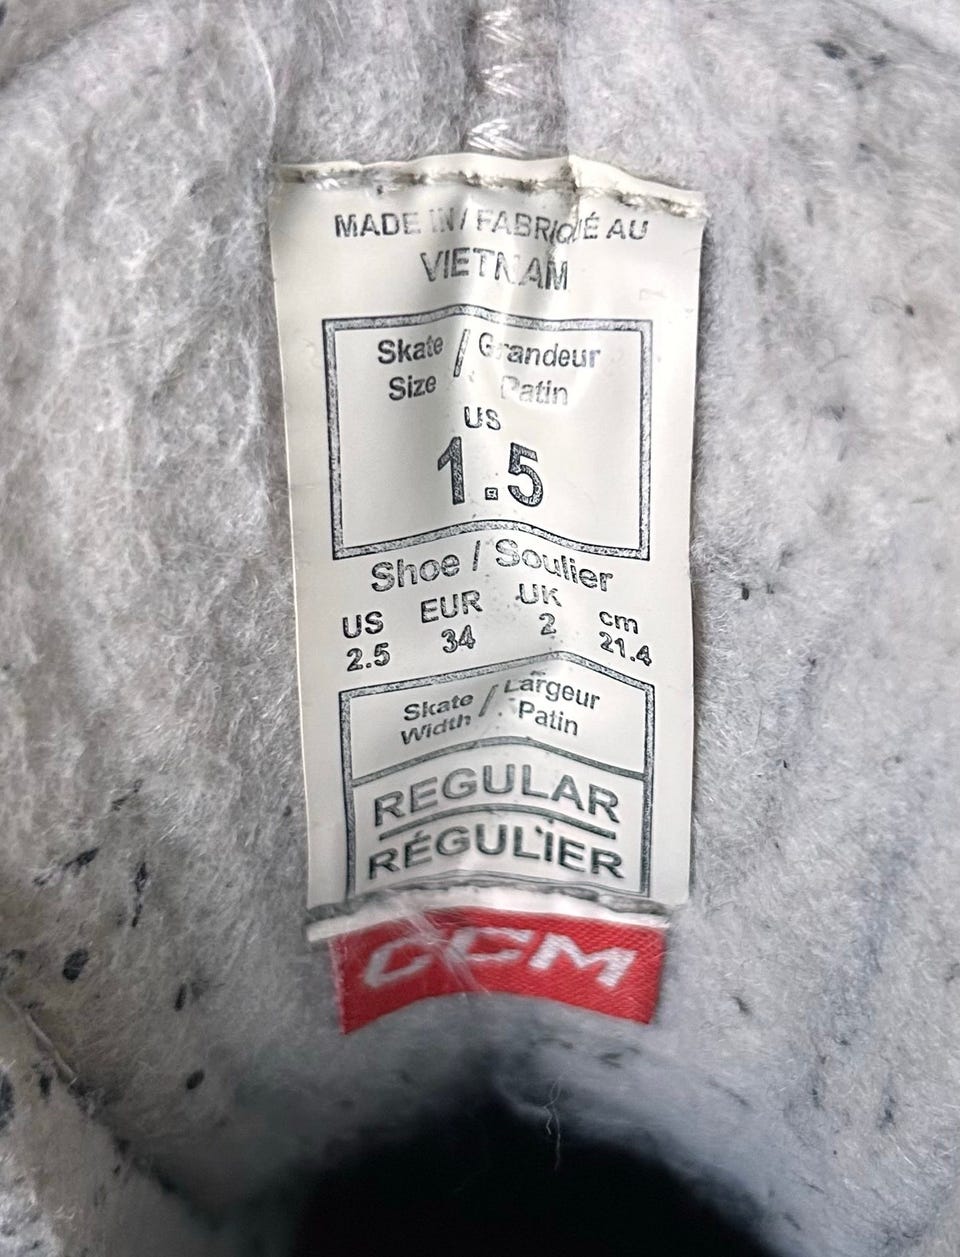 MADE IN / FABRIQUÉ AU
VIETNAM
Skate / Grandeur
Size Patin
US
1.5
Shoe / Soulier
US EUR UK cm
2.5 34 2 21.4
Skate / Largeur
Width Patin
REGULAR
RÉGULIER
CCM